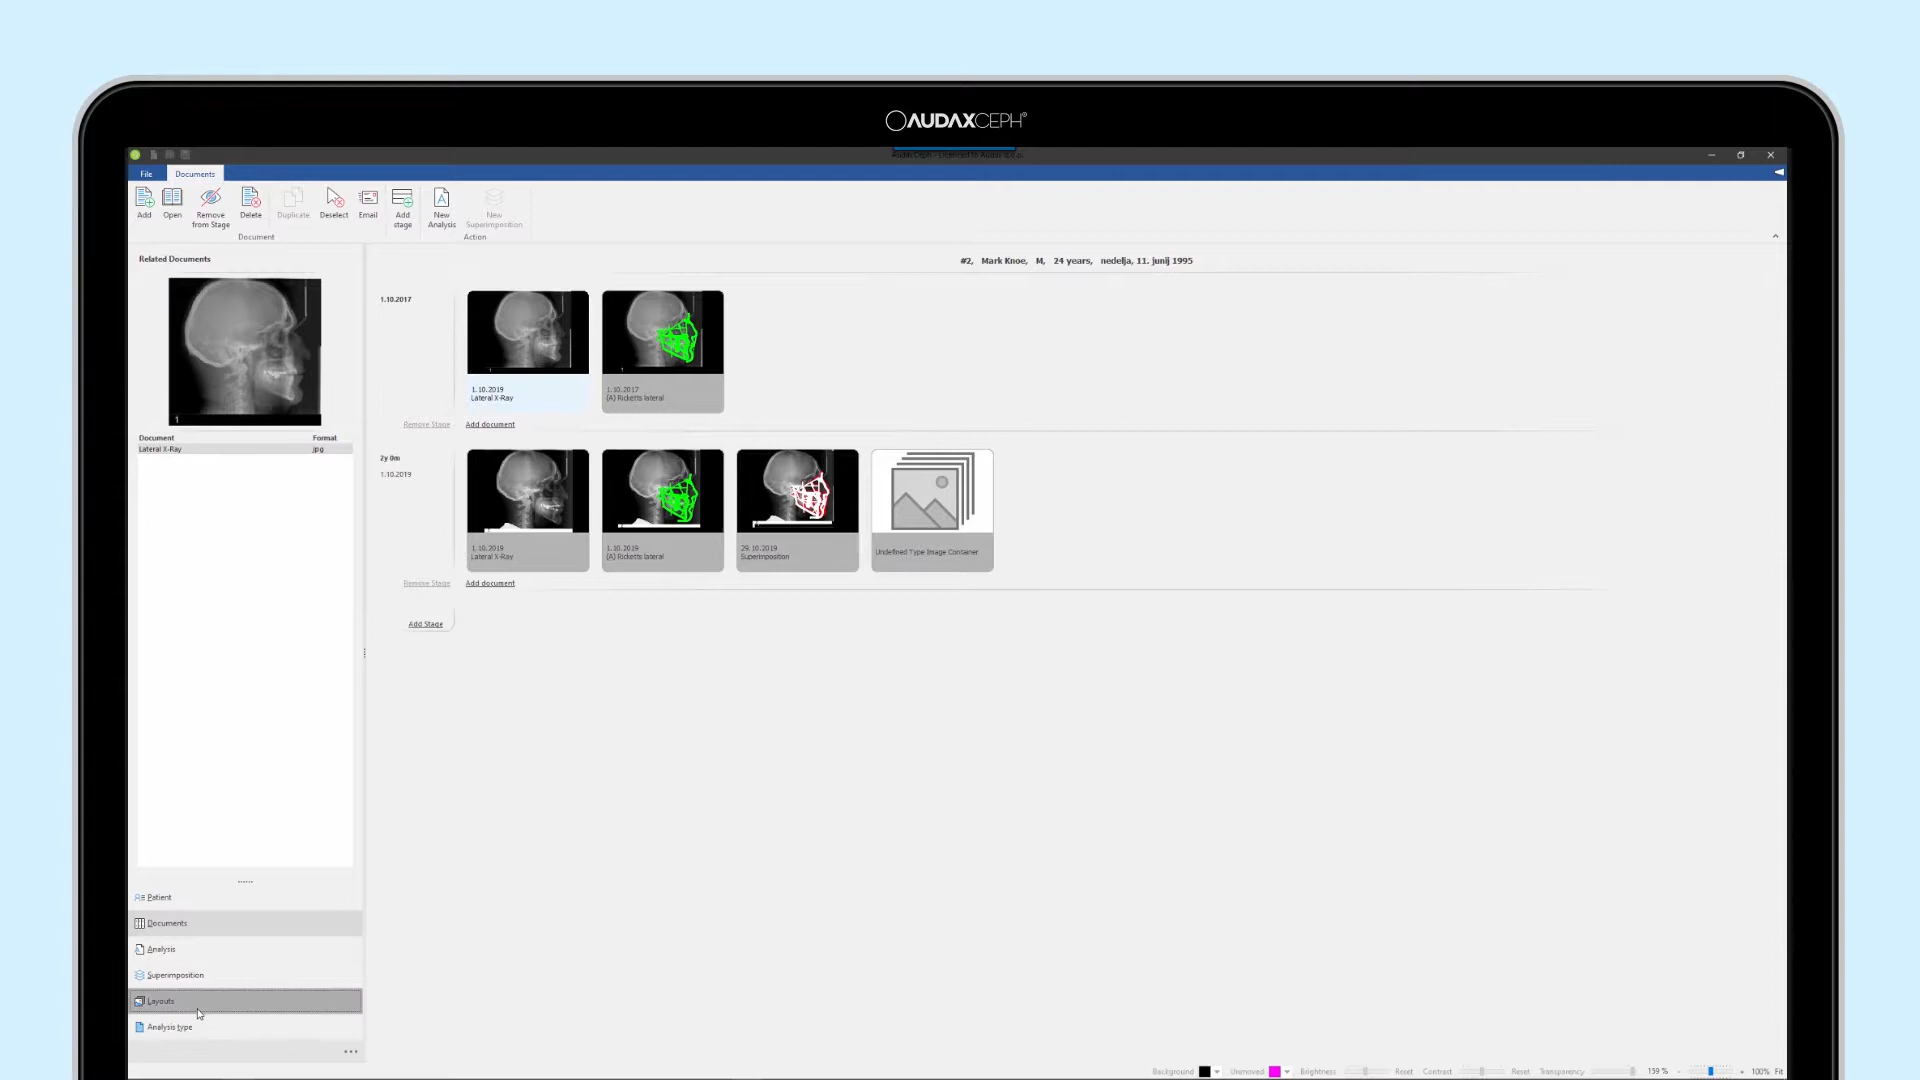 AUDAXCEPH®
File
Documents
Add
Open
Remove from Stage
Delete
Duplicate
Deselect
Email
Add stage
New Analysis
New Superimposition
Document
Action
Related Documents
1
Document Format
Lateral X-Ray jpg
Patient
Documents
Analysis
Superimposition
Layouts
Analysis type
#2, Mark Knoe, M, 24 years, nedelja, 11. junij 1995
1.10.2017
1.10.2019
Lateral X-Ray
1.10.2017
(A) Ricketts lateral
Remove Stage
Add document
2y 0m
1.10.2019
1.10.2019
Lateral X-Ray
1.10.2019
(A) Ricketts lateral
29.10.2019
Superimposition
Undefined Type Image Container
Remove Stage
Add document
Add Stage
Background Unmoved Brightness Reset Contrast Reset Transparency 159 % - + 100% Fit